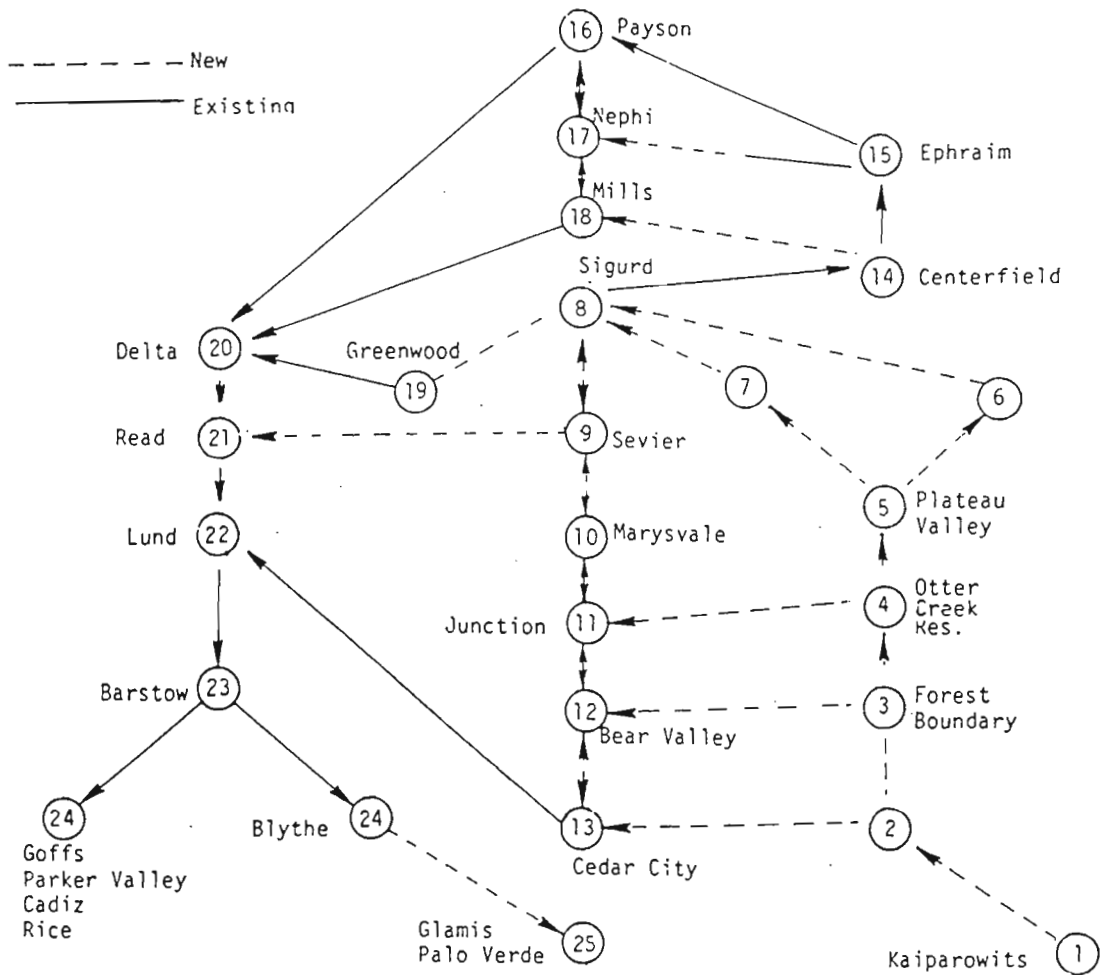 16 Payson
New
Existing
Nephi
17
15 Ephraim
Mills
18
Sigurd
14 Centerfield
8
Delta 20
Greenwood
19
7
6
Read 21
9 Sevier
5 Plateau
Valley
Lund 22
10 Marysvale
4 Otter
Creek
Res.
Junction 11
Barstow 23
12
Bear Valley
3 Forest
Boundary
24
Goffs
Parker Valley
Cadiz
Rice
Blythe 24
13
Cedar City
2
Glamis
Palo Verde 25
Kaiparowits 1